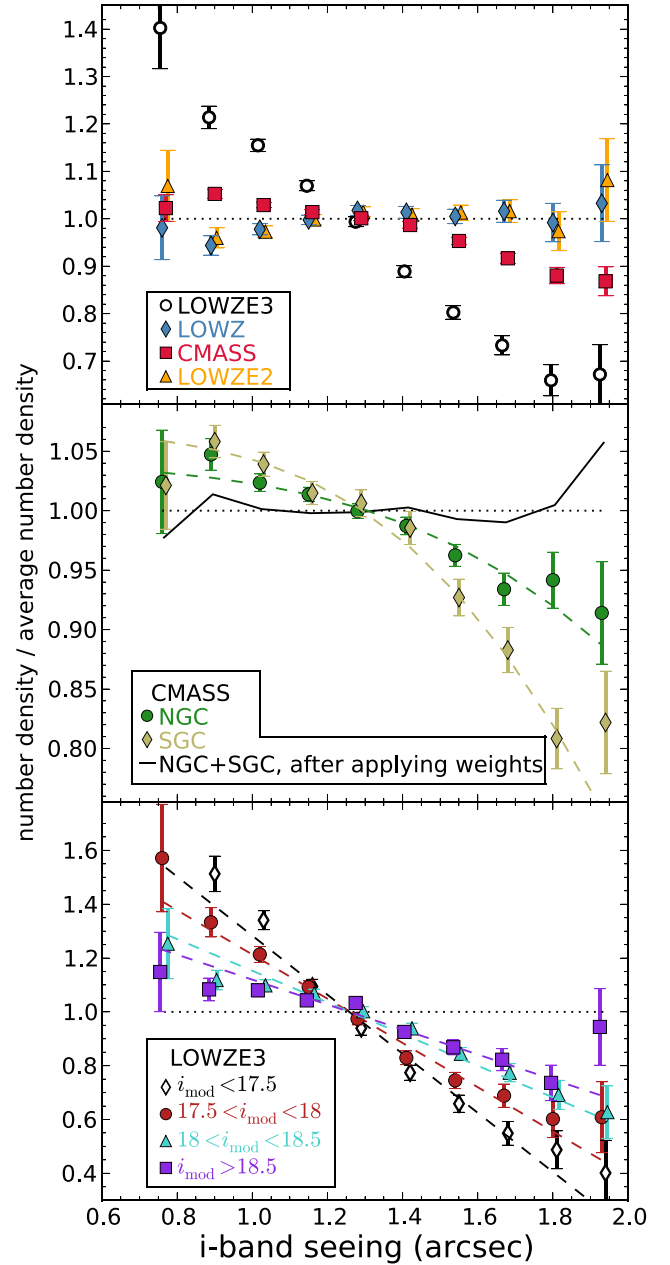 1.4
1.3
1.2
1.1
1.0
0.9
0.8
0.7
LOWZE3
LOWZ
CMASS
LOWZE2
number density / average number density
1.05
1.00
0.95
0.90
0.85
0.80
CMASS
NGC
SGC
NGC+SGC, after applying weights
1.6
1.4
1.2
1.0
0.8
0.6
0.4
LOWZE3
i_mod <17.5
17.5 <i_mod <18
18 <i_mod <18.5
i_mod >18.5
0.6 0.8 1.0 1.2 1.4 1.6 1.8 2.0
i-band seeing (arcsec)